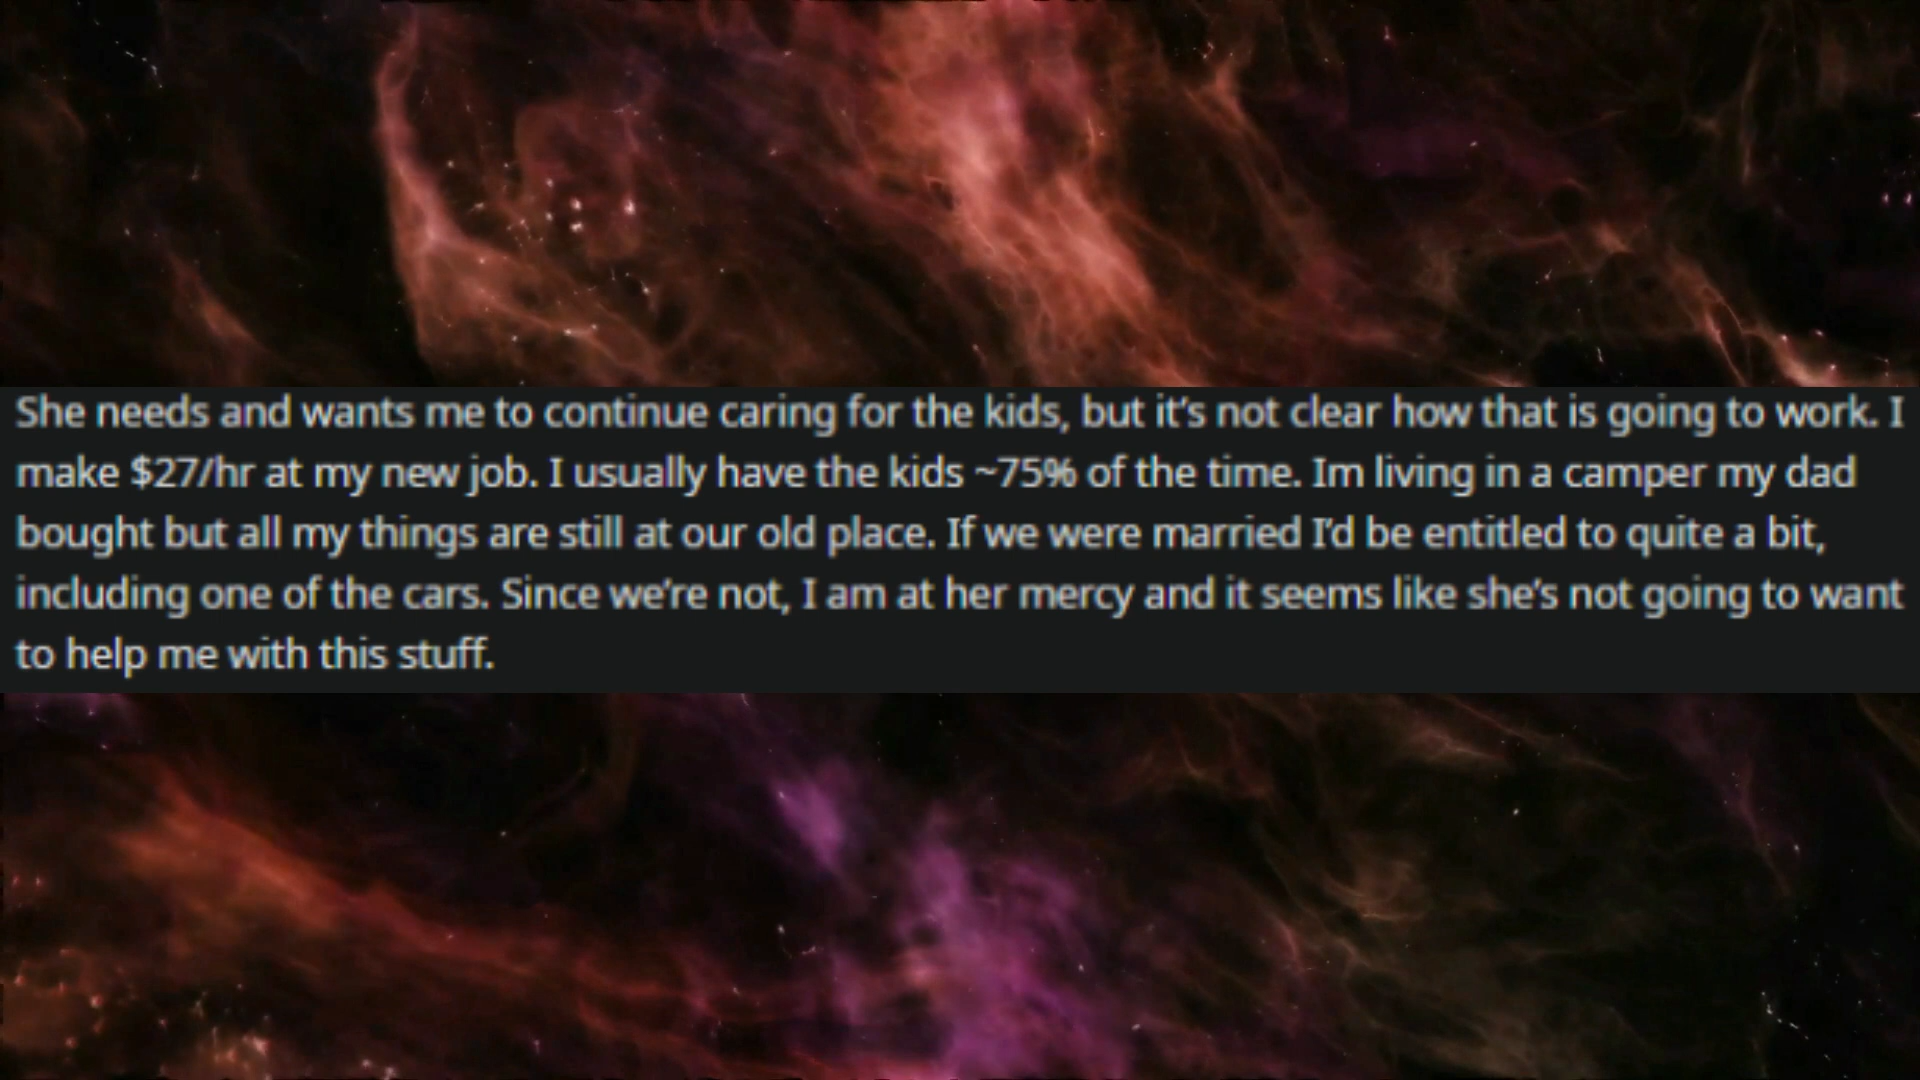 She needs and wants me to continue caring for the kids, but it's not clear how that is going to work. I
make $27/hr at my new job. I usually have the kids ~75% of the time. Im living in a camper my dad
bought but all my things are still at our old place. If we were married I'd be entitled to quite a bit,
including one of the cars. Since we're not, I am at her mercy and it seems like she's not going to want
to help me with this stuff.